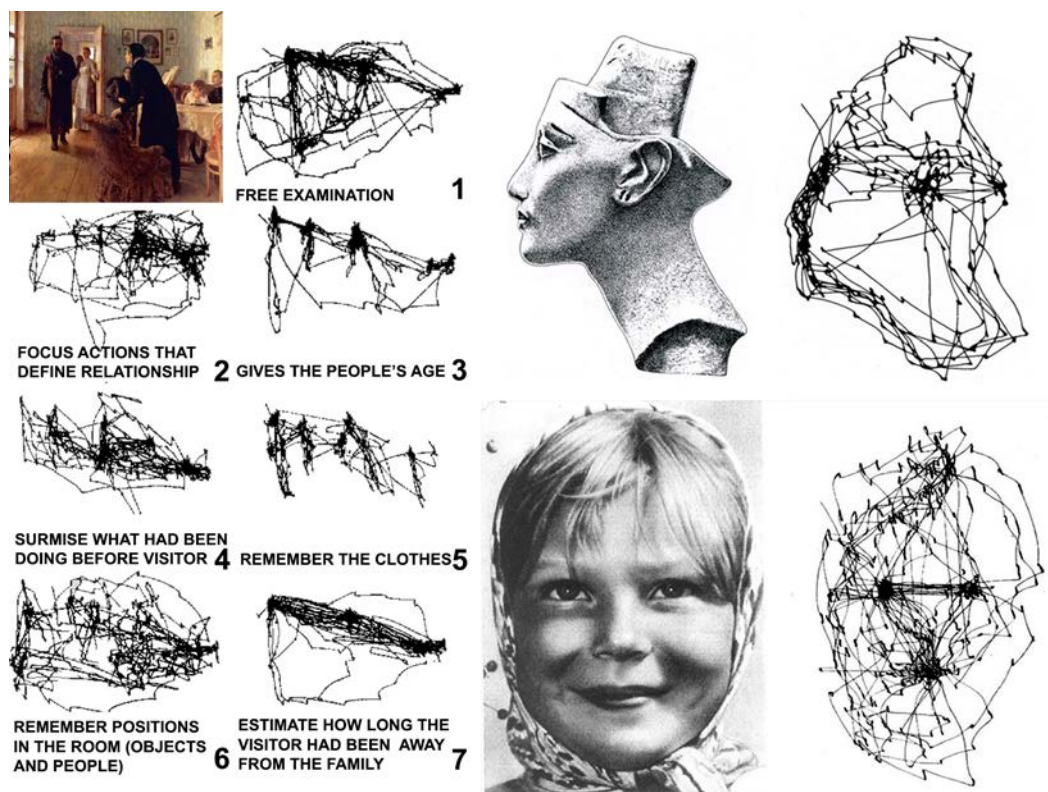 FREE EXAMINATION 1
FOCUS ACTIONS THAT
DEFINE RELATIONSHIP 2
GIVES THE PEOPLE'S AGE 3
SURMISE WHAT HAD BEEN
DOING BEFORE VISITOR 4
REMEMBER THE CLOTHES 5
REMEMBER POSITIONS
IN THE ROOM (OBJECTS
AND PEOPLE) 6
ESTIMATE HOW LONG THE
VISITOR HAD BEEN AWAY
FROM THE FAMILY 7